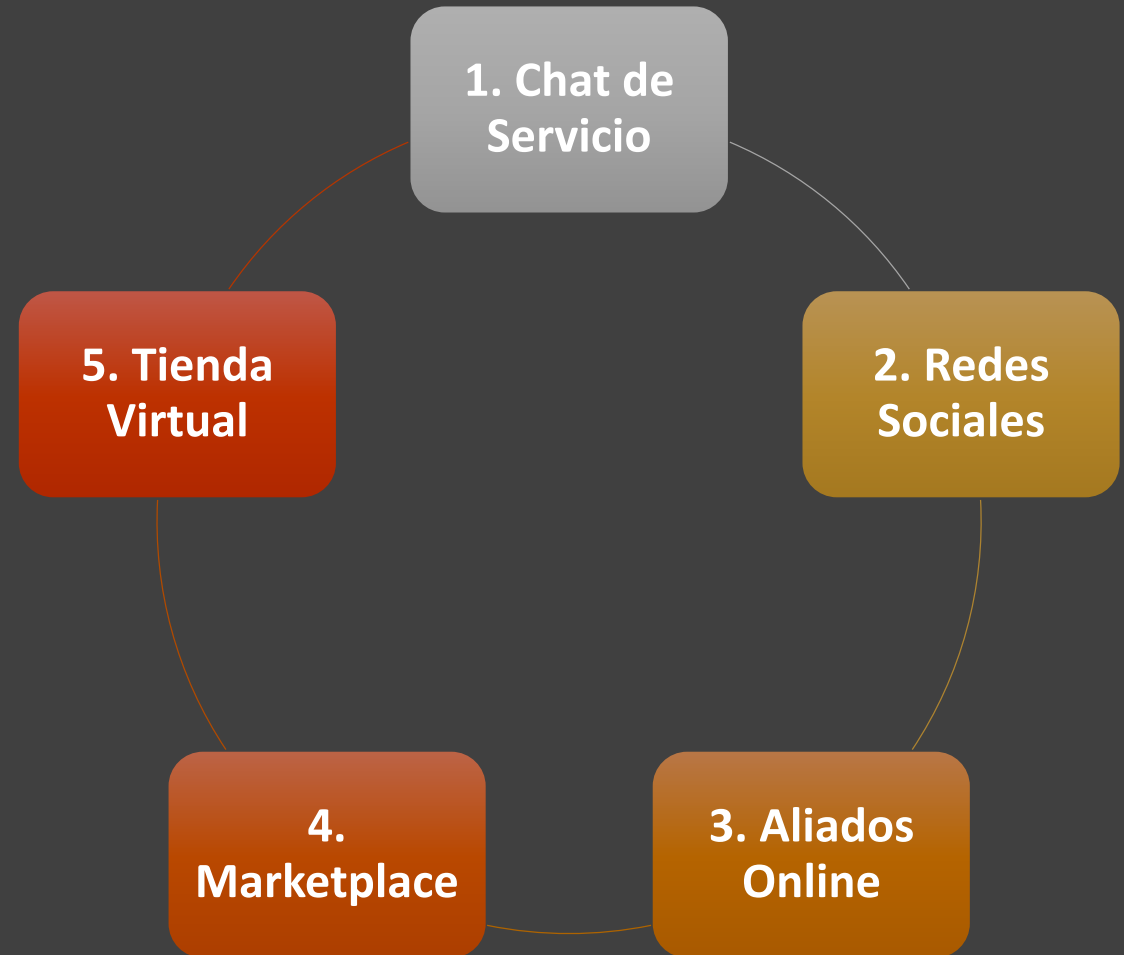 1. Chat de
Servicio
2. Redes
Sociales
3. Aliados
Online
4.
Marketplace
5. Tienda
Virtual